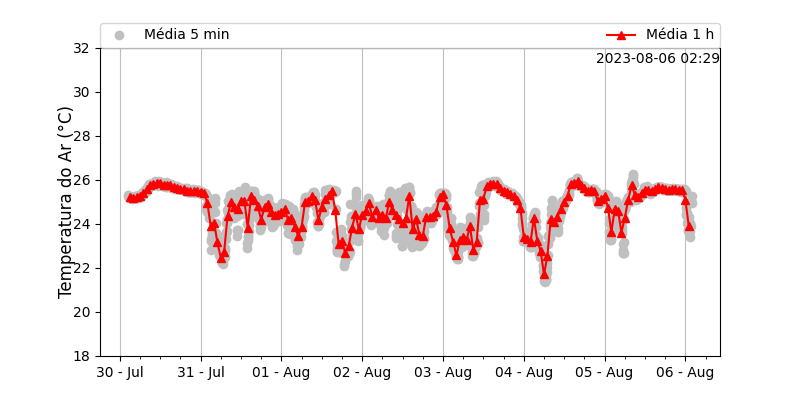 Média 5 min
Média 1 h
2023-08-06 02:29
Temperatura do Ar (°C)
32
30
28
26
24
22
20
18
30 - Jul
31 - Jul
01 - Aug
02 - Aug
03 - Aug
04 - Aug
05 - Aug
06 - Aug